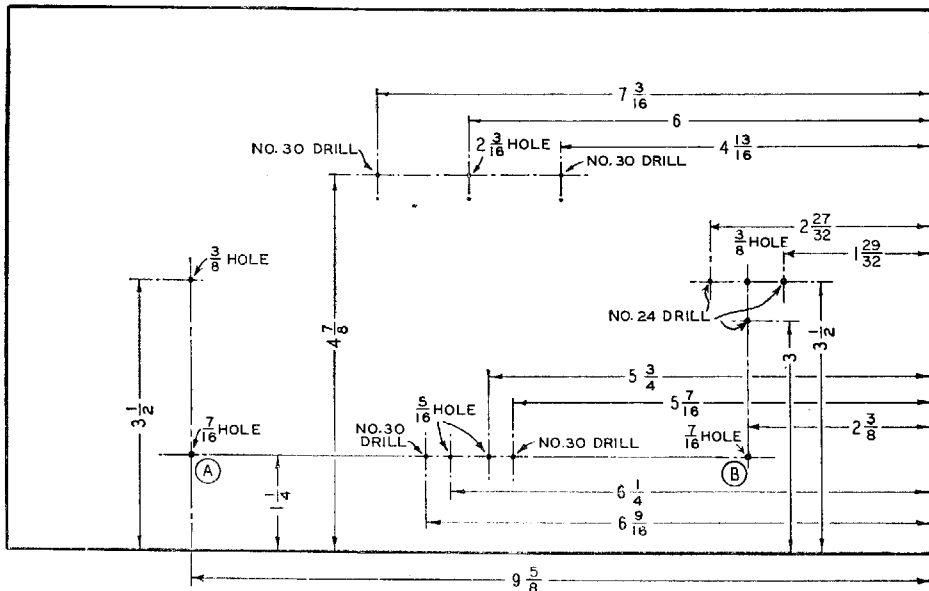 7 3/16
6
NO. 30 DRILL
2 3/16 HOLE
NO. 30 DRILL
4 13/16
2 27/32
3/8 HOLE
1 29/32
3/8 HOLE
NO. 24 DRILL
4 7/8
3 1/2
3
3 1/2
5 3/4
5/16 HOLE
5 7/16
7/16 HOLE
NO. 30
DRILL
NO. 30 DRILL
7/16 HOLE
2 3/8
A
B
1 1/4
6 1/4
6 9/16
9 5/8